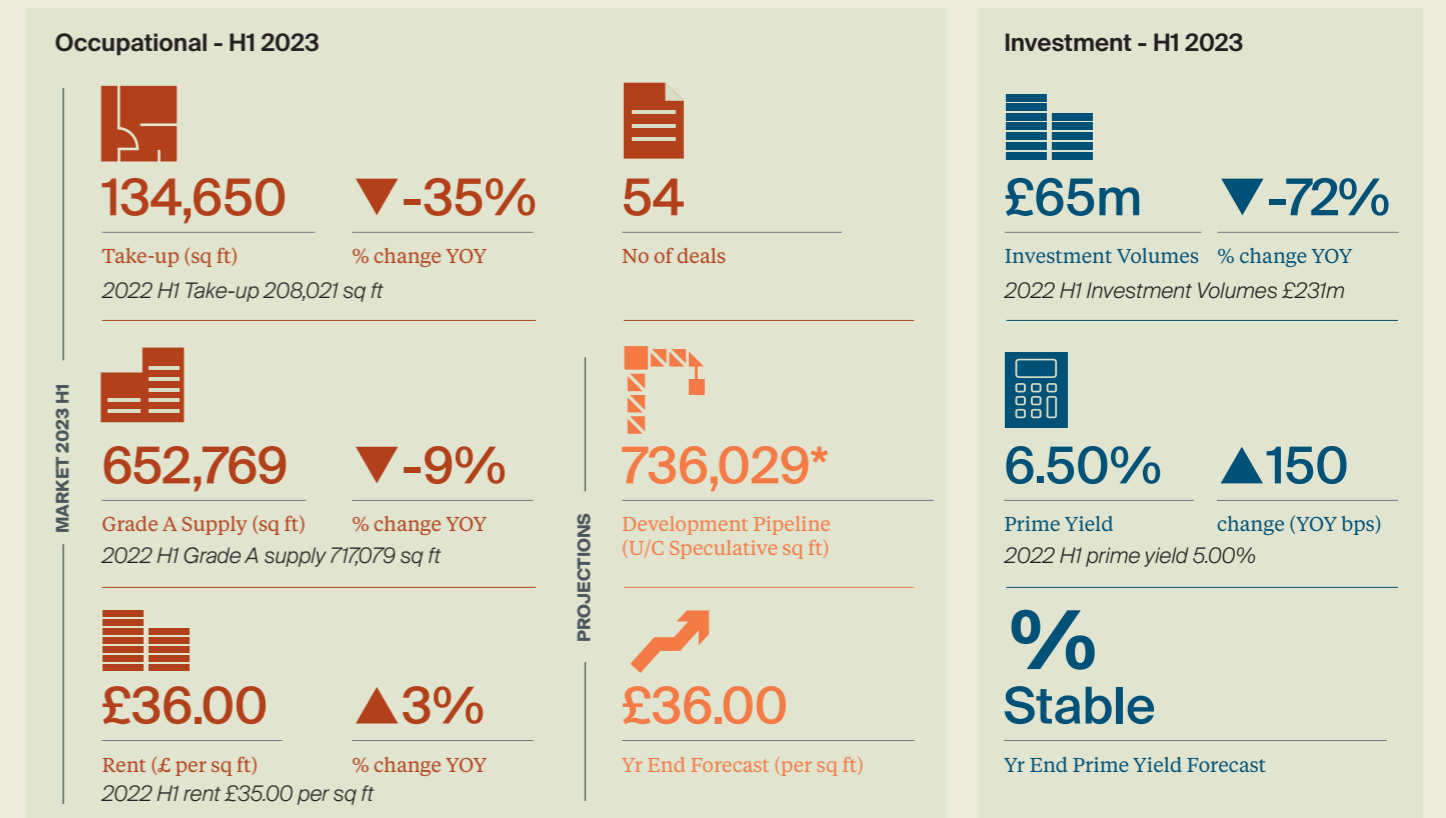 Occupational - H1 2023
MARKET 2023 H1
134,650
▼-35%
Take-up (sq ft)
% change YOY
2022 H1 Take-up 208,021 sq ft
54
No of deals
652,769
▼-9%
Grade A Supply (sq ft)
% change YOY
2022 H1 Grade A supply 717,079 sq ft
£36.00
▲3%
Rent (£ per sq ft)
% change YOY
2022 H1 rent £35.00 per sq ft
PROJECTIONS
736,029*
Development Pipeline
(U/C Speculative sq ft)
£36.00
Yr End Forecast (per sq ft)
Investment - H1 2023
£65m
▼-72%
Investment Volumes
% change YOY
2022 H1 Investment Volumes £231m
6.50%
▲150
Prime Yield
change (YOY bps)
2022 H1 prime yield 5.00%
%
Stable
Yr End Prime Yield Forecast